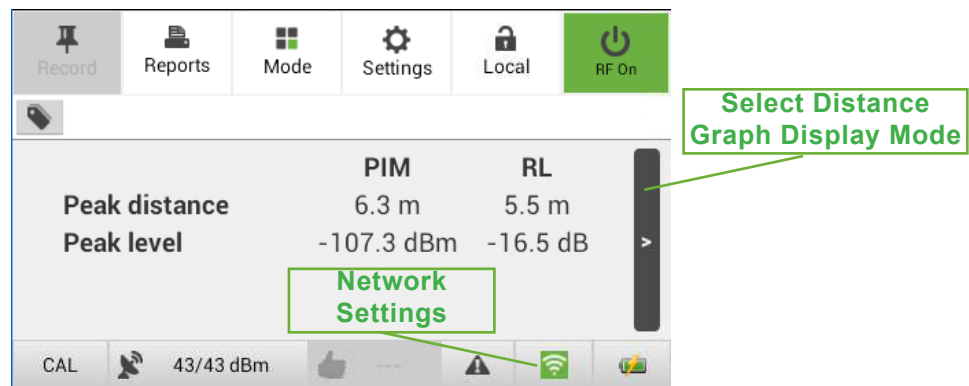 Record Reports Mode Settings Local RF On
Select Distance
Graph Display Mode
PIM RL
Peak distance 6.3 m 5.5 m
Peak level -107.3 dBm -16.5 dB
>
Network
Settings
CAL 43/43 dBm ---